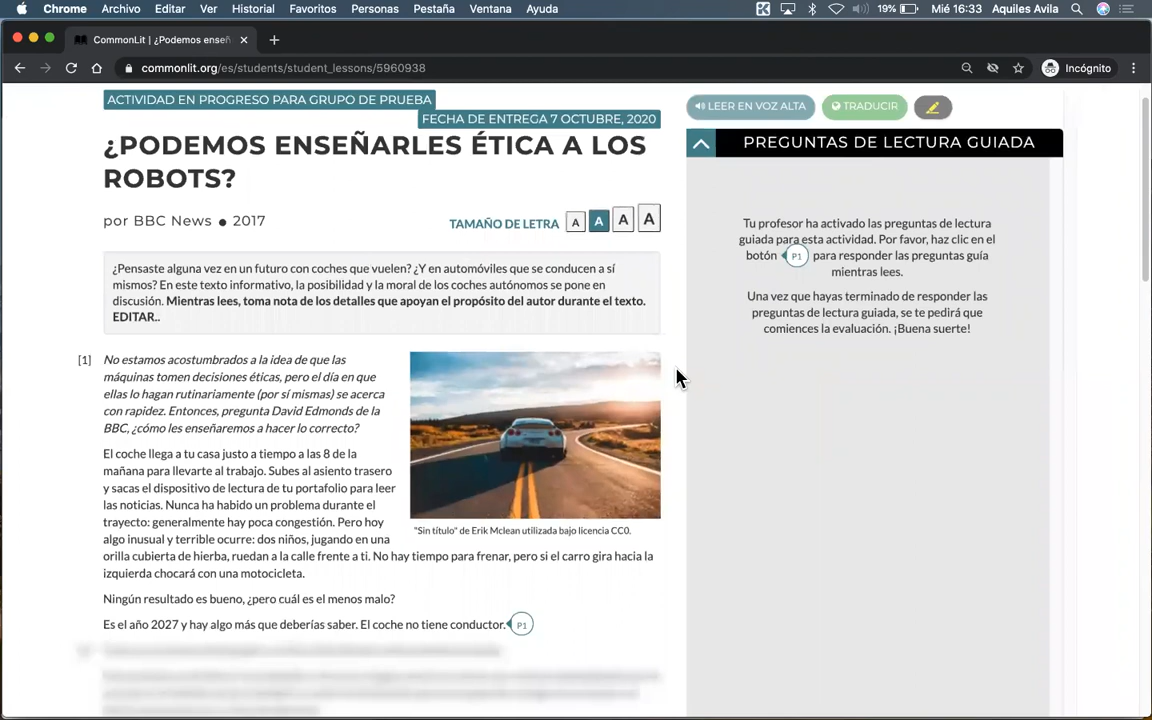 Chrome Archivo Editar Ver Historial Favoritos Personas Pestaña Ventana Ayuda 19% Mié 16:33 Aquiles Avila
CommonLit | ¿Podemos enseñ
commonlit.org/es/students/student_lessons/5960938 Incógnito
ACTIVIDAD EN PROGRESO PARA GRUPO DE PRUEBA
FECHA DE ENTREGA 7 OCTUBRE, 2020
¿PODEMOS ENSEÑARLES ÉTICA A LOS
ROBOTS?
por BBC News ● 2017
TAMAÑO DE LETRA A A A A
¿Pensaste alguna vez en un futuro con coches que vuelen? ¿Y en automóviles que se conducen a sí
mismos? En este texto informativo, la posibilidad y la moral de los coches autónomos se pone en
discusión. Mientras lees, toma nota de los detalles que apoyan el propósito del autor durante el texto.
EDITAR..
[1] No estamos acostumbrados a la idea de que las
máquinas tomen decisiones éticas, pero el día en que
ellas lo hagan rutinariamente (por sí mismas) se acerca
con rapidez. Entonces, pregunta David Edmonds de la
BBC, ¿cómo les enseñaremos a hacer lo correcto?
El coche llega a tu casa justo a tiempo a las 8 de la
mañana para llevarte al trabajo. Subes al asiento trasero
y sacas el dispositivo de lectura de tu portafolio para leer
las noticias. Nunca ha habido un problema durante el
trayecto: generalmente hay poca congestión. Pero hoy
algo inusual y terrible ocurre: dos niños, jugando en una
orilla cubierta de hierba, ruedan a la calle frente a ti. No hay tiempo para frenar, pero si el carro gira hacia la
izquierda chocará con una motocicleta.
"Sin título" de Erik Mclean utilizada bajo licencia CC0.
Ningún resultado es bueno, ¿pero cuál es el menos malo?
Es el año 2027 y hay algo más que deberías saber. El coche no tiene conductor. P1
LEER EN VOZ ALTA TRADUCIR
PREGUNTAS DE LECTURA GUIADA
Tu profesor ha activado las preguntas de lectura
guiada para esta actividad. Por favor, haz clic en el
botón P1 para responder las preguntas guía
mientras lees.
Una vez que hayas terminado de responder las
preguntas de lectura guiada, se te pedirá que
comiences la evaluación. ¡Buena suerte!